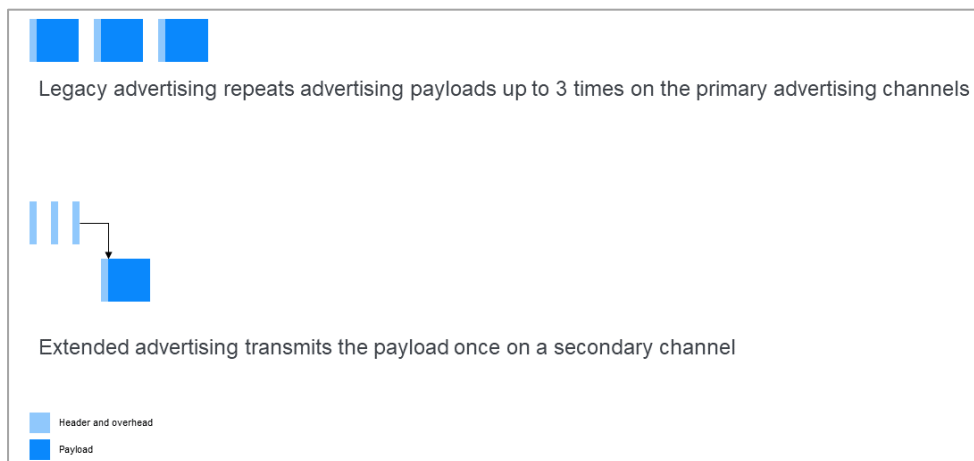 Legacy advertising repeats advertising payloads up to 3 times on the primary advertising channels
Extended advertising transmits the payload once on a secondary channel
Header and overhead
Payload